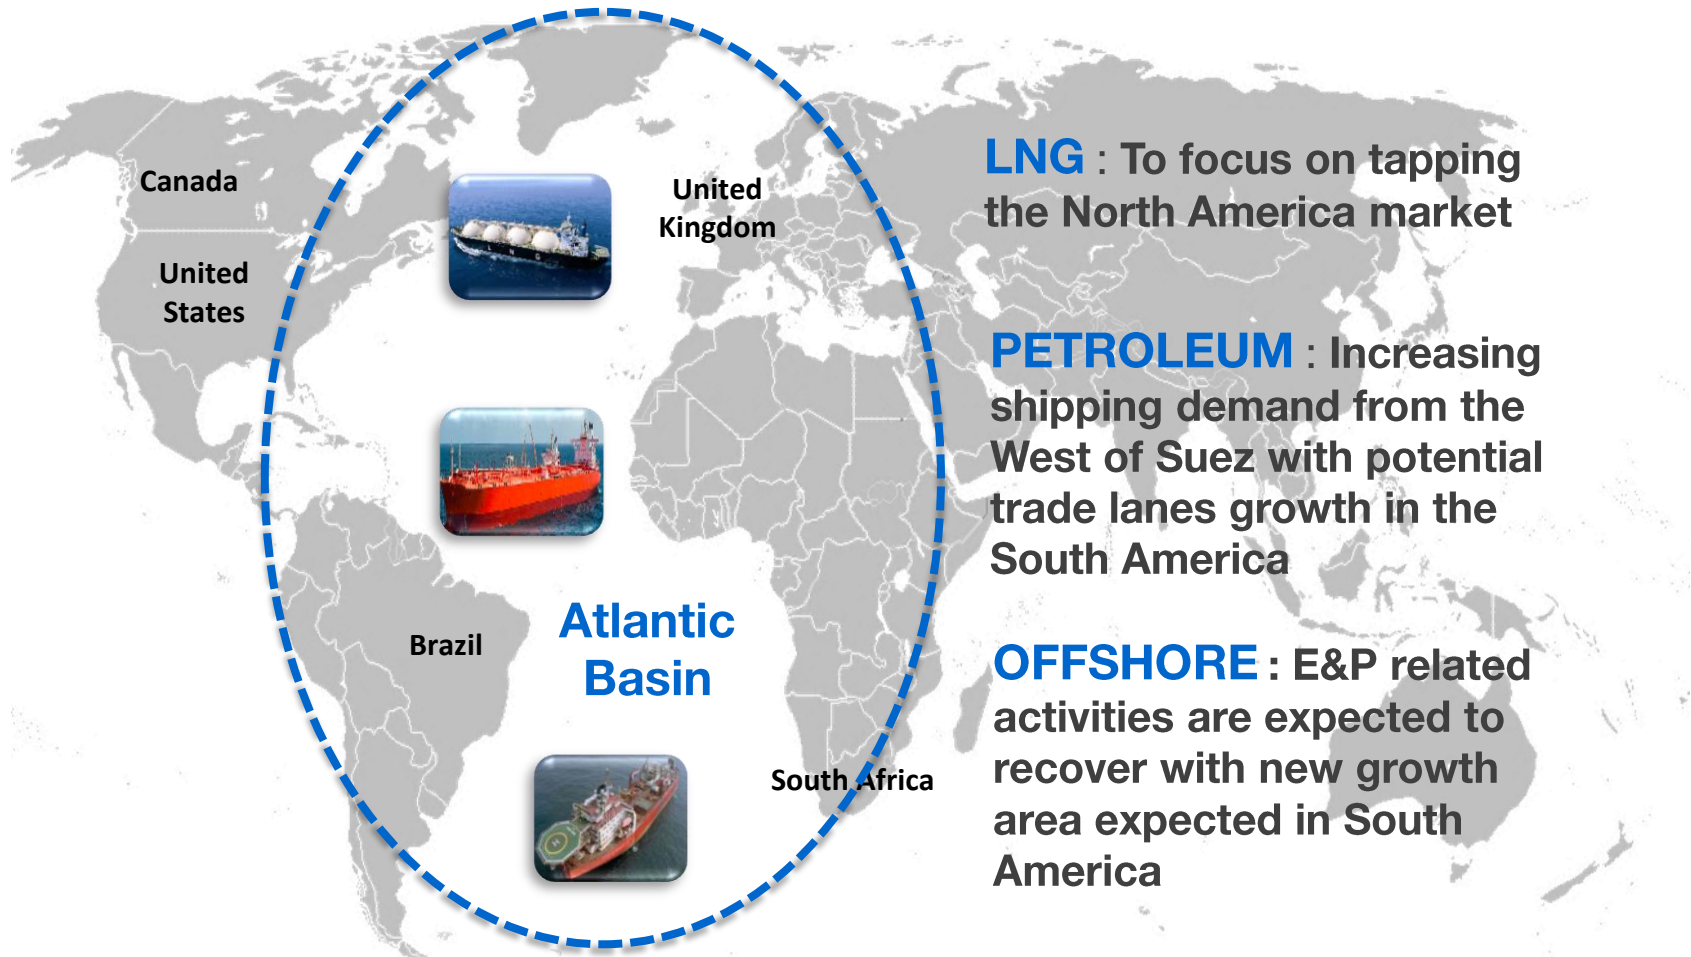 Canada
United
States
United
Kingdom
Brazil
Atlantic
Basin
South Africa
LNG : To focus on tapping
the North America market
PETROLEUM : Increasing
shipping demand from the
West of Suez with potential
trade lanes growth in the
South America
OFFSHORE : E&P related
activities are expected to
recover with new growth
area expected in South
America
L N G